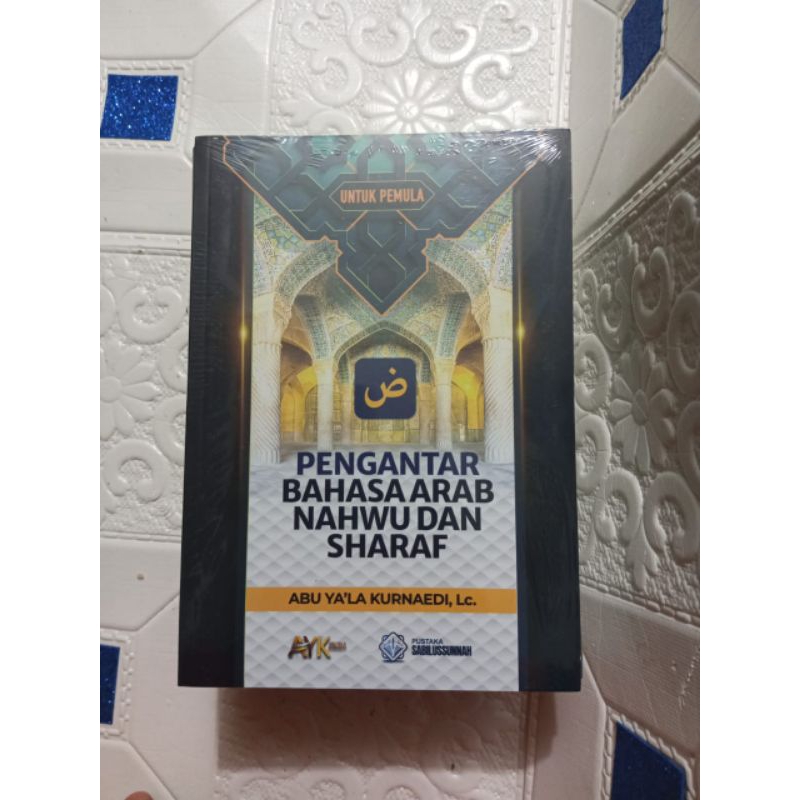 UNTUK PEMULA
ض
PENGANTAR
BAHASA ARAB
NAHWU DAN
SHARAF
ABU YA'LA KURNAEDI, Lc.
AYK
PUSTAKA
SABILUSSUNNAH